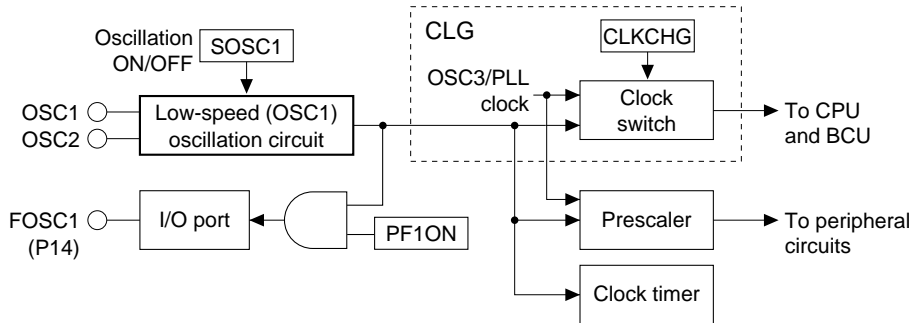 Oscillation
ON/OFF
SOSC1
CLG
CLKCHG
OSC3/PLL
clock
OSC1
OSC2
Low-speed (OSC1)
oscillation circuit
Clock
switch
To CPU
and BCU
FOSC1
(P14)
I/O port
PF1ON
Prescaler
To peripheral
circuits
Clock timer